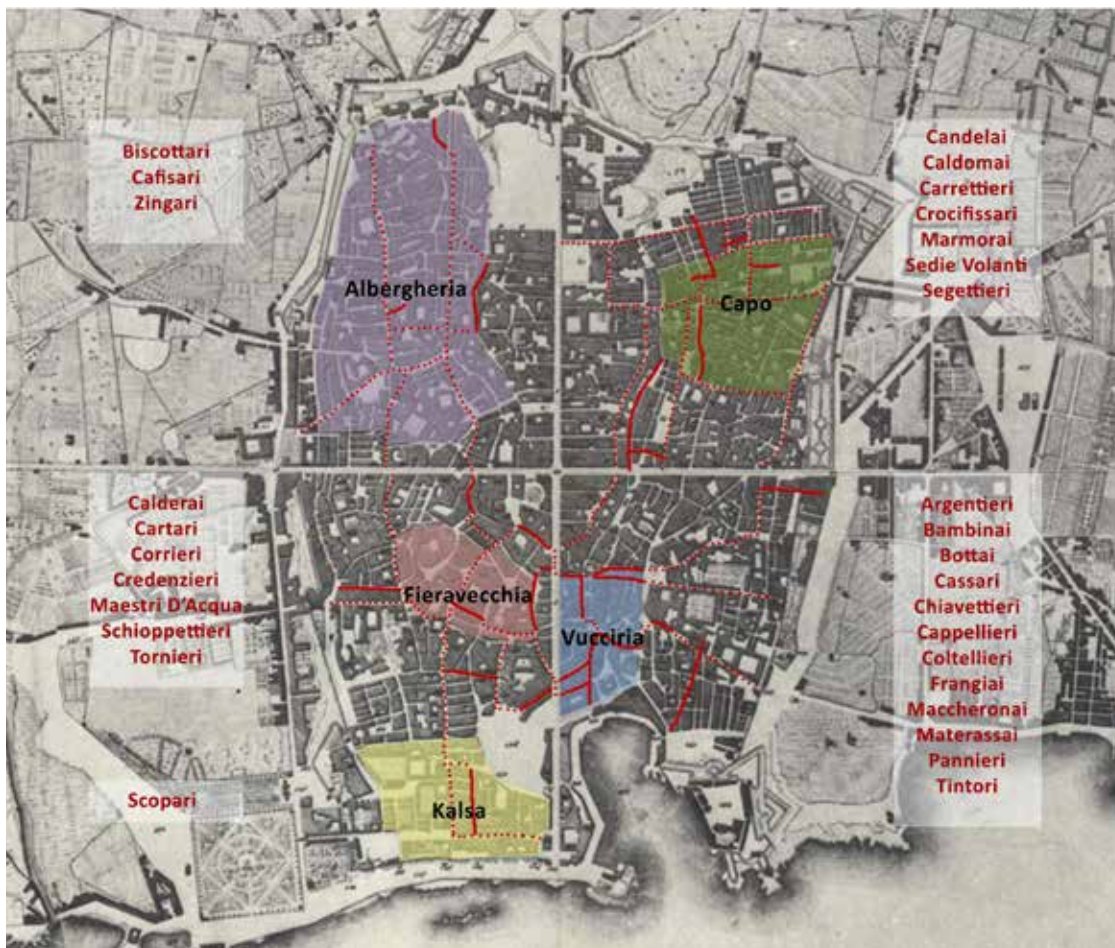 Biscottari
Cafisari
Zingari
Candelai
Caldomai
Carrettieri
Crocifissari
Marmorai
Sedie Volanti
Segettieri
Albergheria
Capo
Calderai
Cartari
Corrieri
Credenzieri
Maestri D'Acqua
Schioppettieri
Tornieri
Fieravecchia
Vucciria
Argentieri
Bambinai
Bottai
Cassari
Chiavettieri
Cappellieri
Coltellieri
Frangiai
Maccheronai
Materassai
Pannieri
Tintori
Scopari
Kalsa